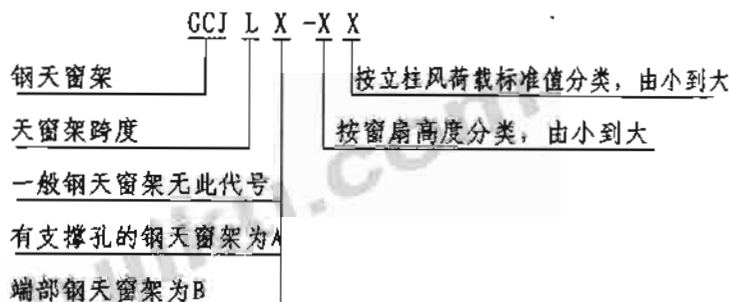 GCJ L X -X X
钢天窗架
按立柱风荷载标准值分类，由小到大
天窗架跨度
按窗扇高度分类，由小到大
一般钢天窗架无此代号
有支撑孔的钢天窗架为A
端部钢天窗架为B